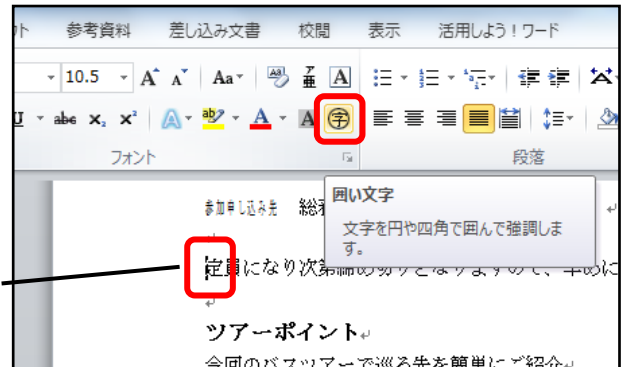 参考資料 差し込み文書 校閲 表示 活用しよう！ワード
10.5 A A Aa ア亜 A
U abe x₂ x² A ab A A 字
フォント 段落
参加申し込み先
囲い文字
文字を円や四角で囲んで強調しま
す。
定員になり次第締め切りとなりますので、早めに
ツアーポイント
今回のバスツアーで巡る先を簡単にご紹介